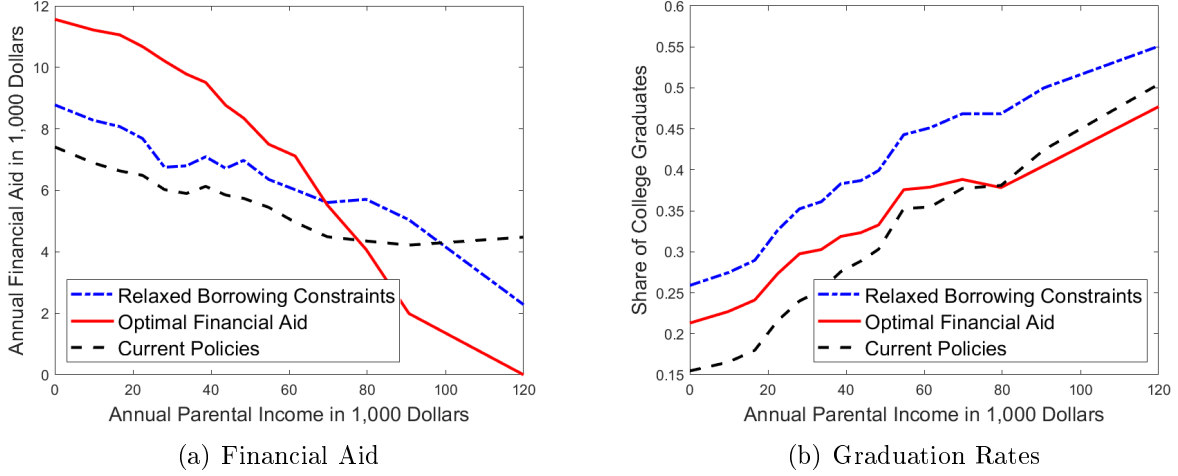 12
10
8
6
4
2
0
0
20
40
60
80
100
120
Annual Financial Aid in 1,000 Dollars
Relaxed Borrowing Constraints
Optimal Financial Aid
Current Policies
Annual Parental Income in 1,000 Dollars
(a) Financial Aid
0.6
0.55
0.5
0.45
0.4
0.35
0.3
0.25
0.2
0.15
0
20
40
60
80
100
120
Share of College Graduates
Relaxed Borrowing Constraints
Optimal Financial Aid
Current Policies
Annual Parental Income in 1,000 Dollars
(b) Graduation Rates